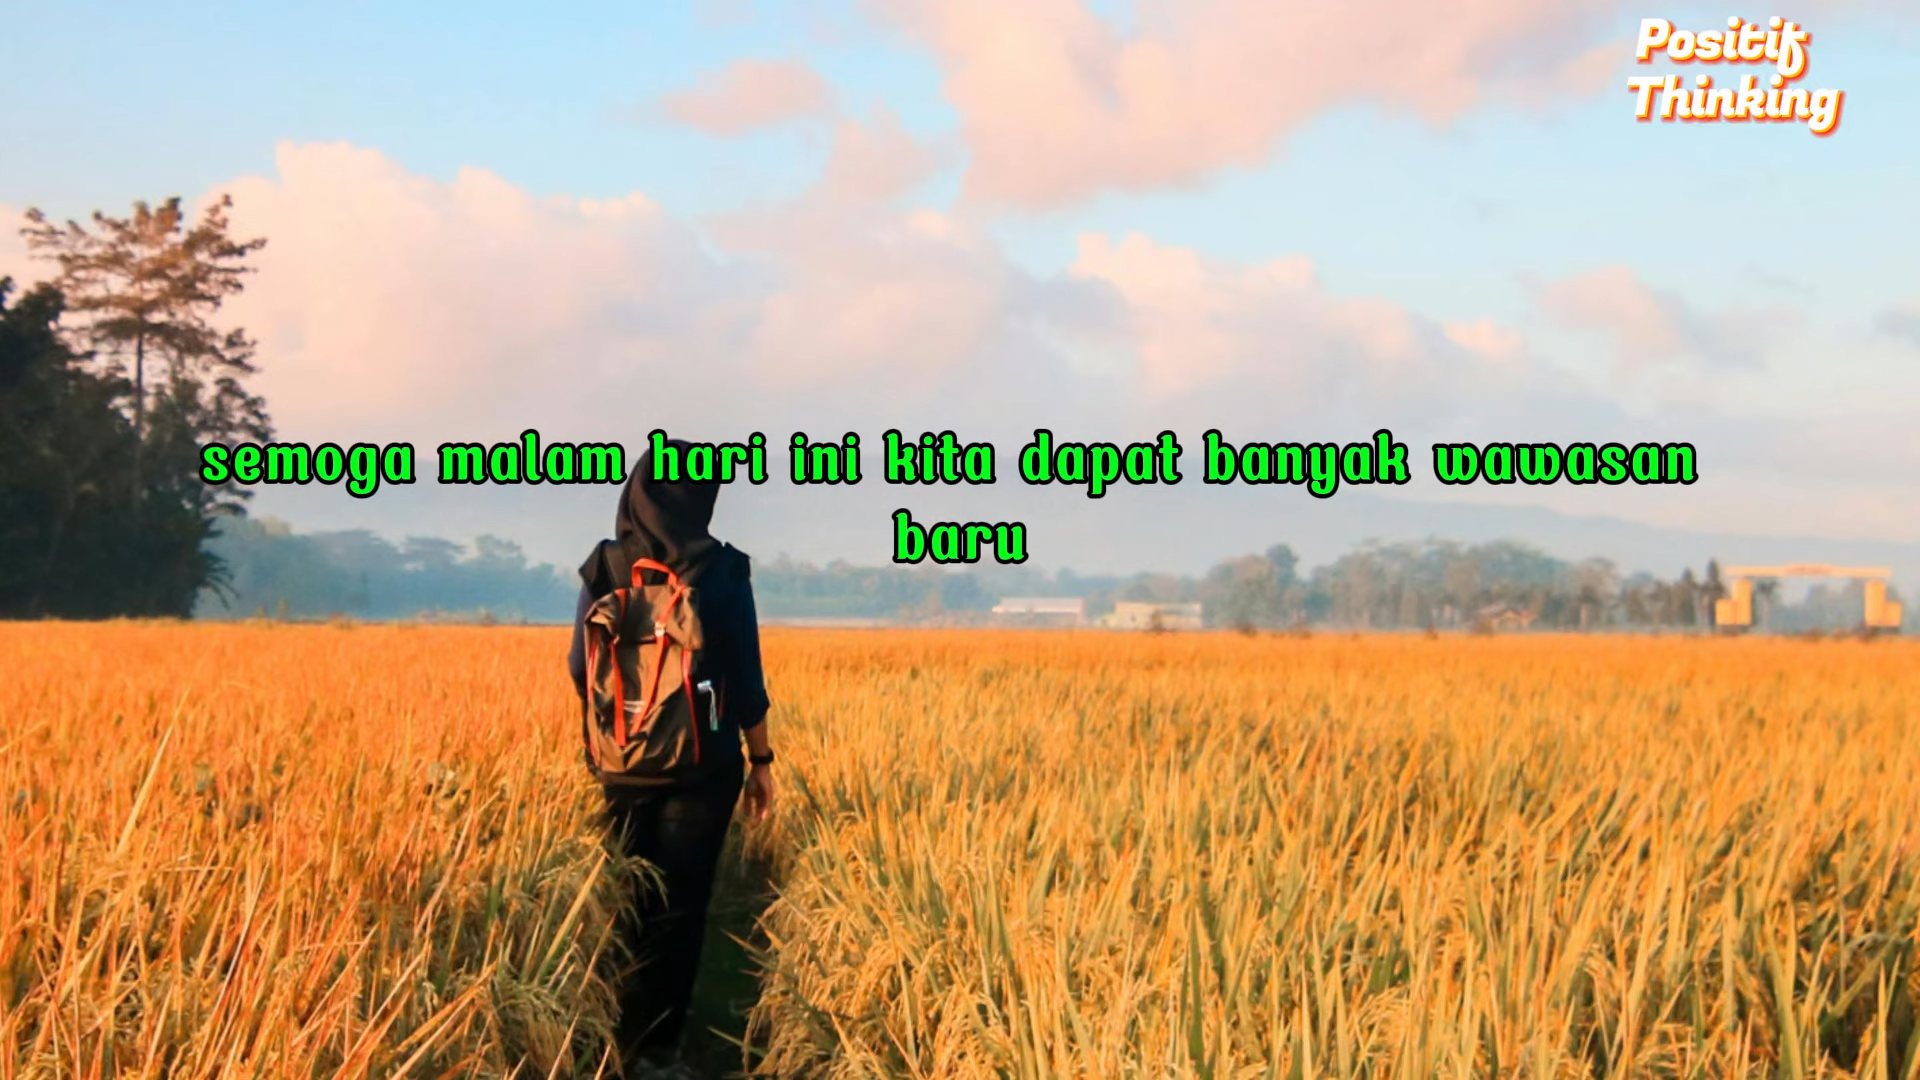 Positif
Thinking
semoga malam hari ini kita dapat banyak wawasan
baru